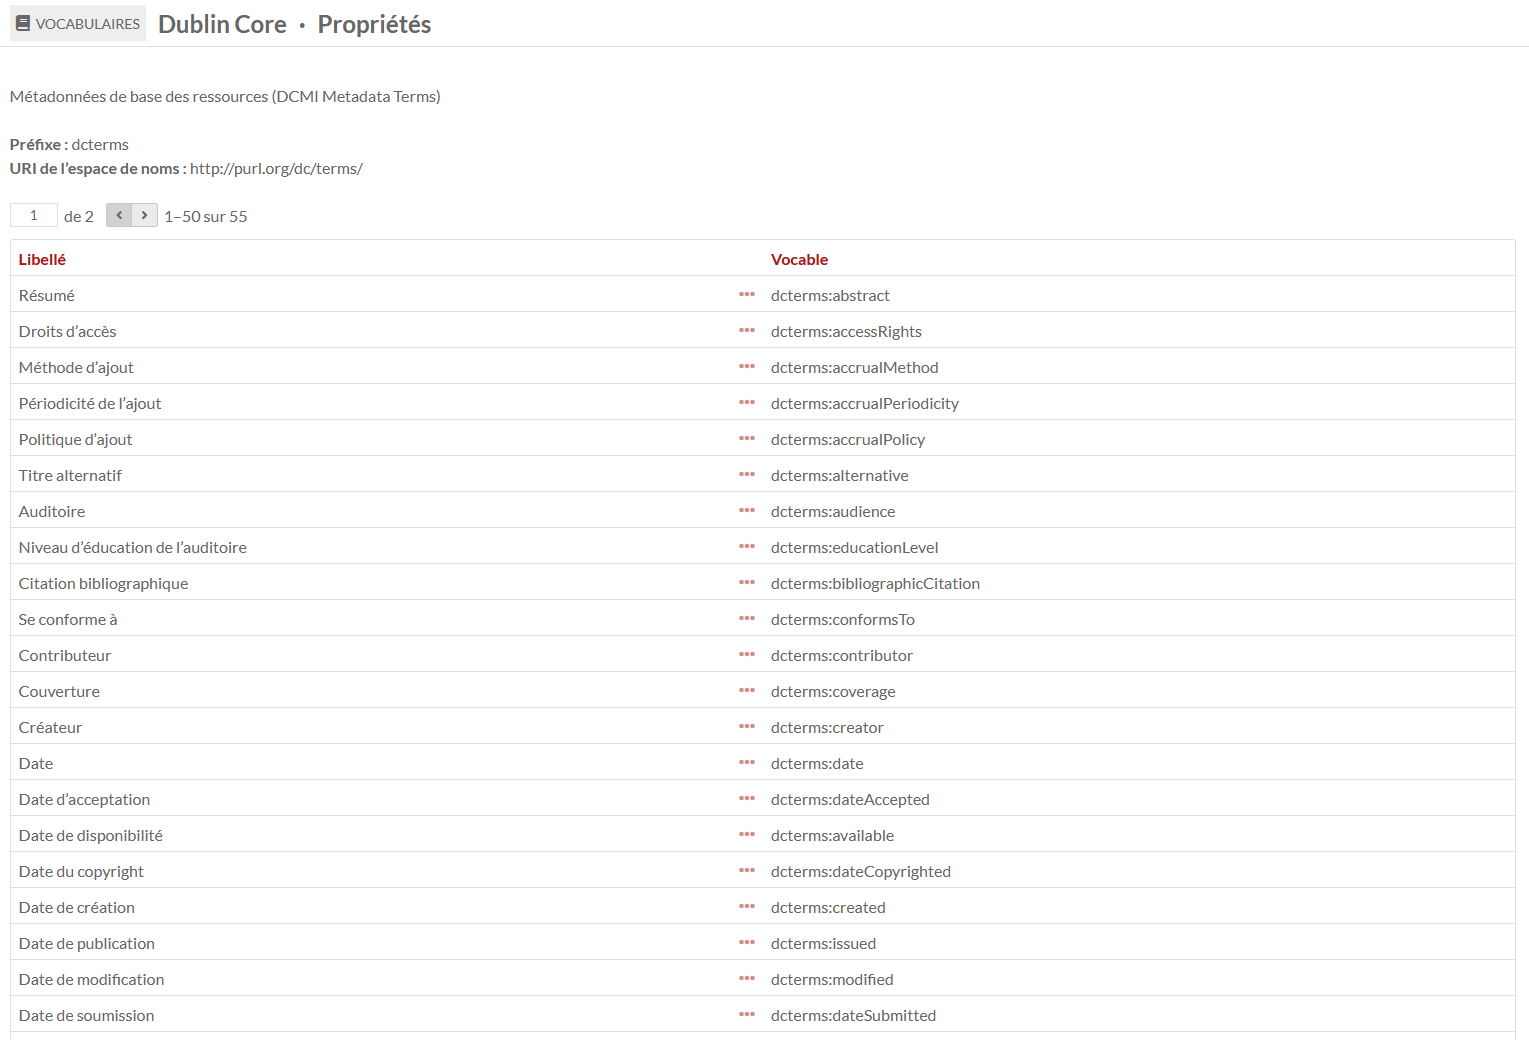 VOCABULAIRES Dublin Core · Propriétés
Métadonnées de base des ressources (DCMI Metadata Terms)
Préfixe : dcterms
URI de l’espace de noms : http://purl.org/dc/terms/
1 de 2 1–50 sur 55
Libellé Vocable
Résumé dcterms:abstract
Droits d’accès dcterms:accessRights
Méthode d’ajout dcterms:accrualMethod
Périodicité de l’ajout dcterms:accrualPeriodicity
Politique d’ajout dcterms:accrualPolicy
Titre alternatif dcterms:alternative
Auditoire dcterms:audience
Niveau d’éducation de l’auditoire dcterms:educationLevel
Citation bibliographique dcterms:bibliographicCitation
Se conforme à dcterms:conformsTo
Contributeur dcterms:contributor
Couverture dcterms:coverage
Créateur dcterms:creator
Date dcterms:date
Date d’acceptation dcterms:dateAccepted
Date de disponibilité dcterms:available
Date du copyright dcterms:dateCopyrighted
Date de création dcterms:created
Date de publication dcterms:issued
Date de modification dcterms:modified
Date de soumission dcterms:dateSubmitted